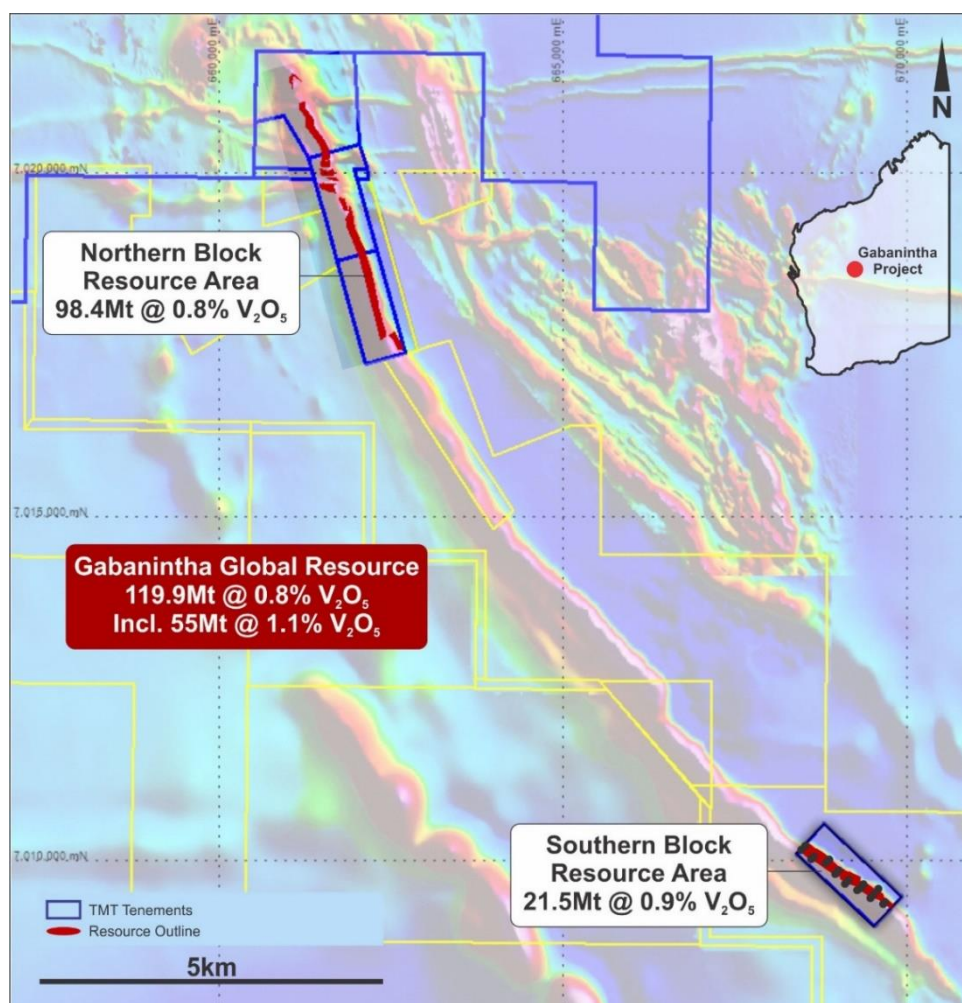 660,000 mE
665,000 mE
670,000 mE
N
7,020,000 mN
Gabanintha
Project
Northern Block
Resource Area
98.4Mt @ 0.8% V₂O₅
7,015,000 mN
Gabanintha Global Resource
119.9Mt @ 0.8% V₂O₅
Incl. 55Mt @ 1.1% V₂O₅
7,010,000 mN
Southern Block
Resource Area
21.5Mt @ 0.9% V₂O₅
TMT Tenements
Resource Outline
5km